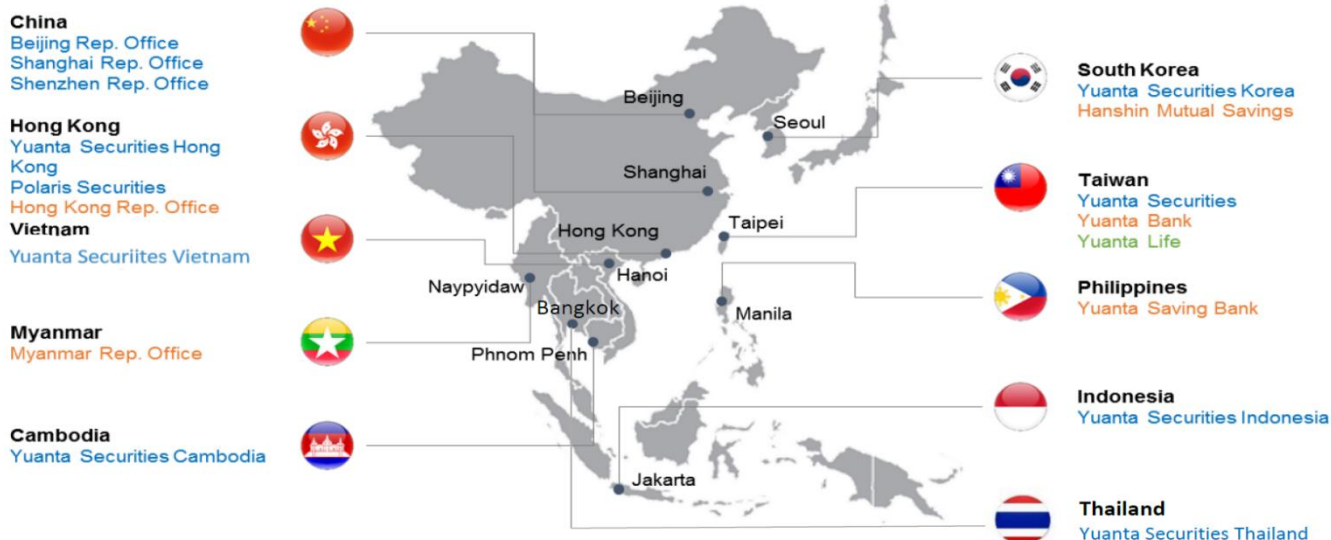 China
Beijing Rep. Office
Shanghai Rep. Office
Shenzhen Rep. Office
Hong Kong
Yuanta Securities Hong
Kong
Polaris Securities
Hong Kong Rep. Office
Vietnam
Yuanta Securiites Vietnam
Myanmar
Myanmar Rep. Office
Cambodia
Yuanta Securities Cambodia
Beijing
Seoul
Shanghai
Taipei
Hong Kong
Hanoi
Naypyidaw
Bangkok
Manila
Phnom Penh
Jakarta
South Korea
Yuanta Securities Korea
Hanshin Mutual Savings
Taiwan
Yuanta Securities
Yuanta Bank
Yuanta Life
Philippines
Yuanta Saving Bank
Indonesia
Yuanta Securities Indonesia
Thailand
Yuanta Securities Thailand